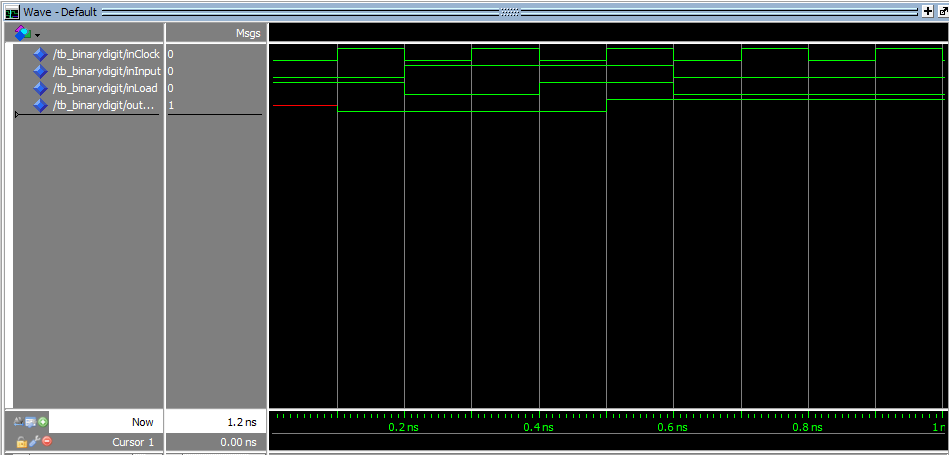 Wave - Default
Msgs
/tb_binarydigit/inClock 0
/tb_binarydigit/inInput 0
/tb_binarydigit/inLoad 0
/tb_binarydigit/out... 1
Now 1.2 ns 0.2 ns 0.4 ns 0.6 ns 0.8 ns 1 n
Cursor 1 0.00 ns